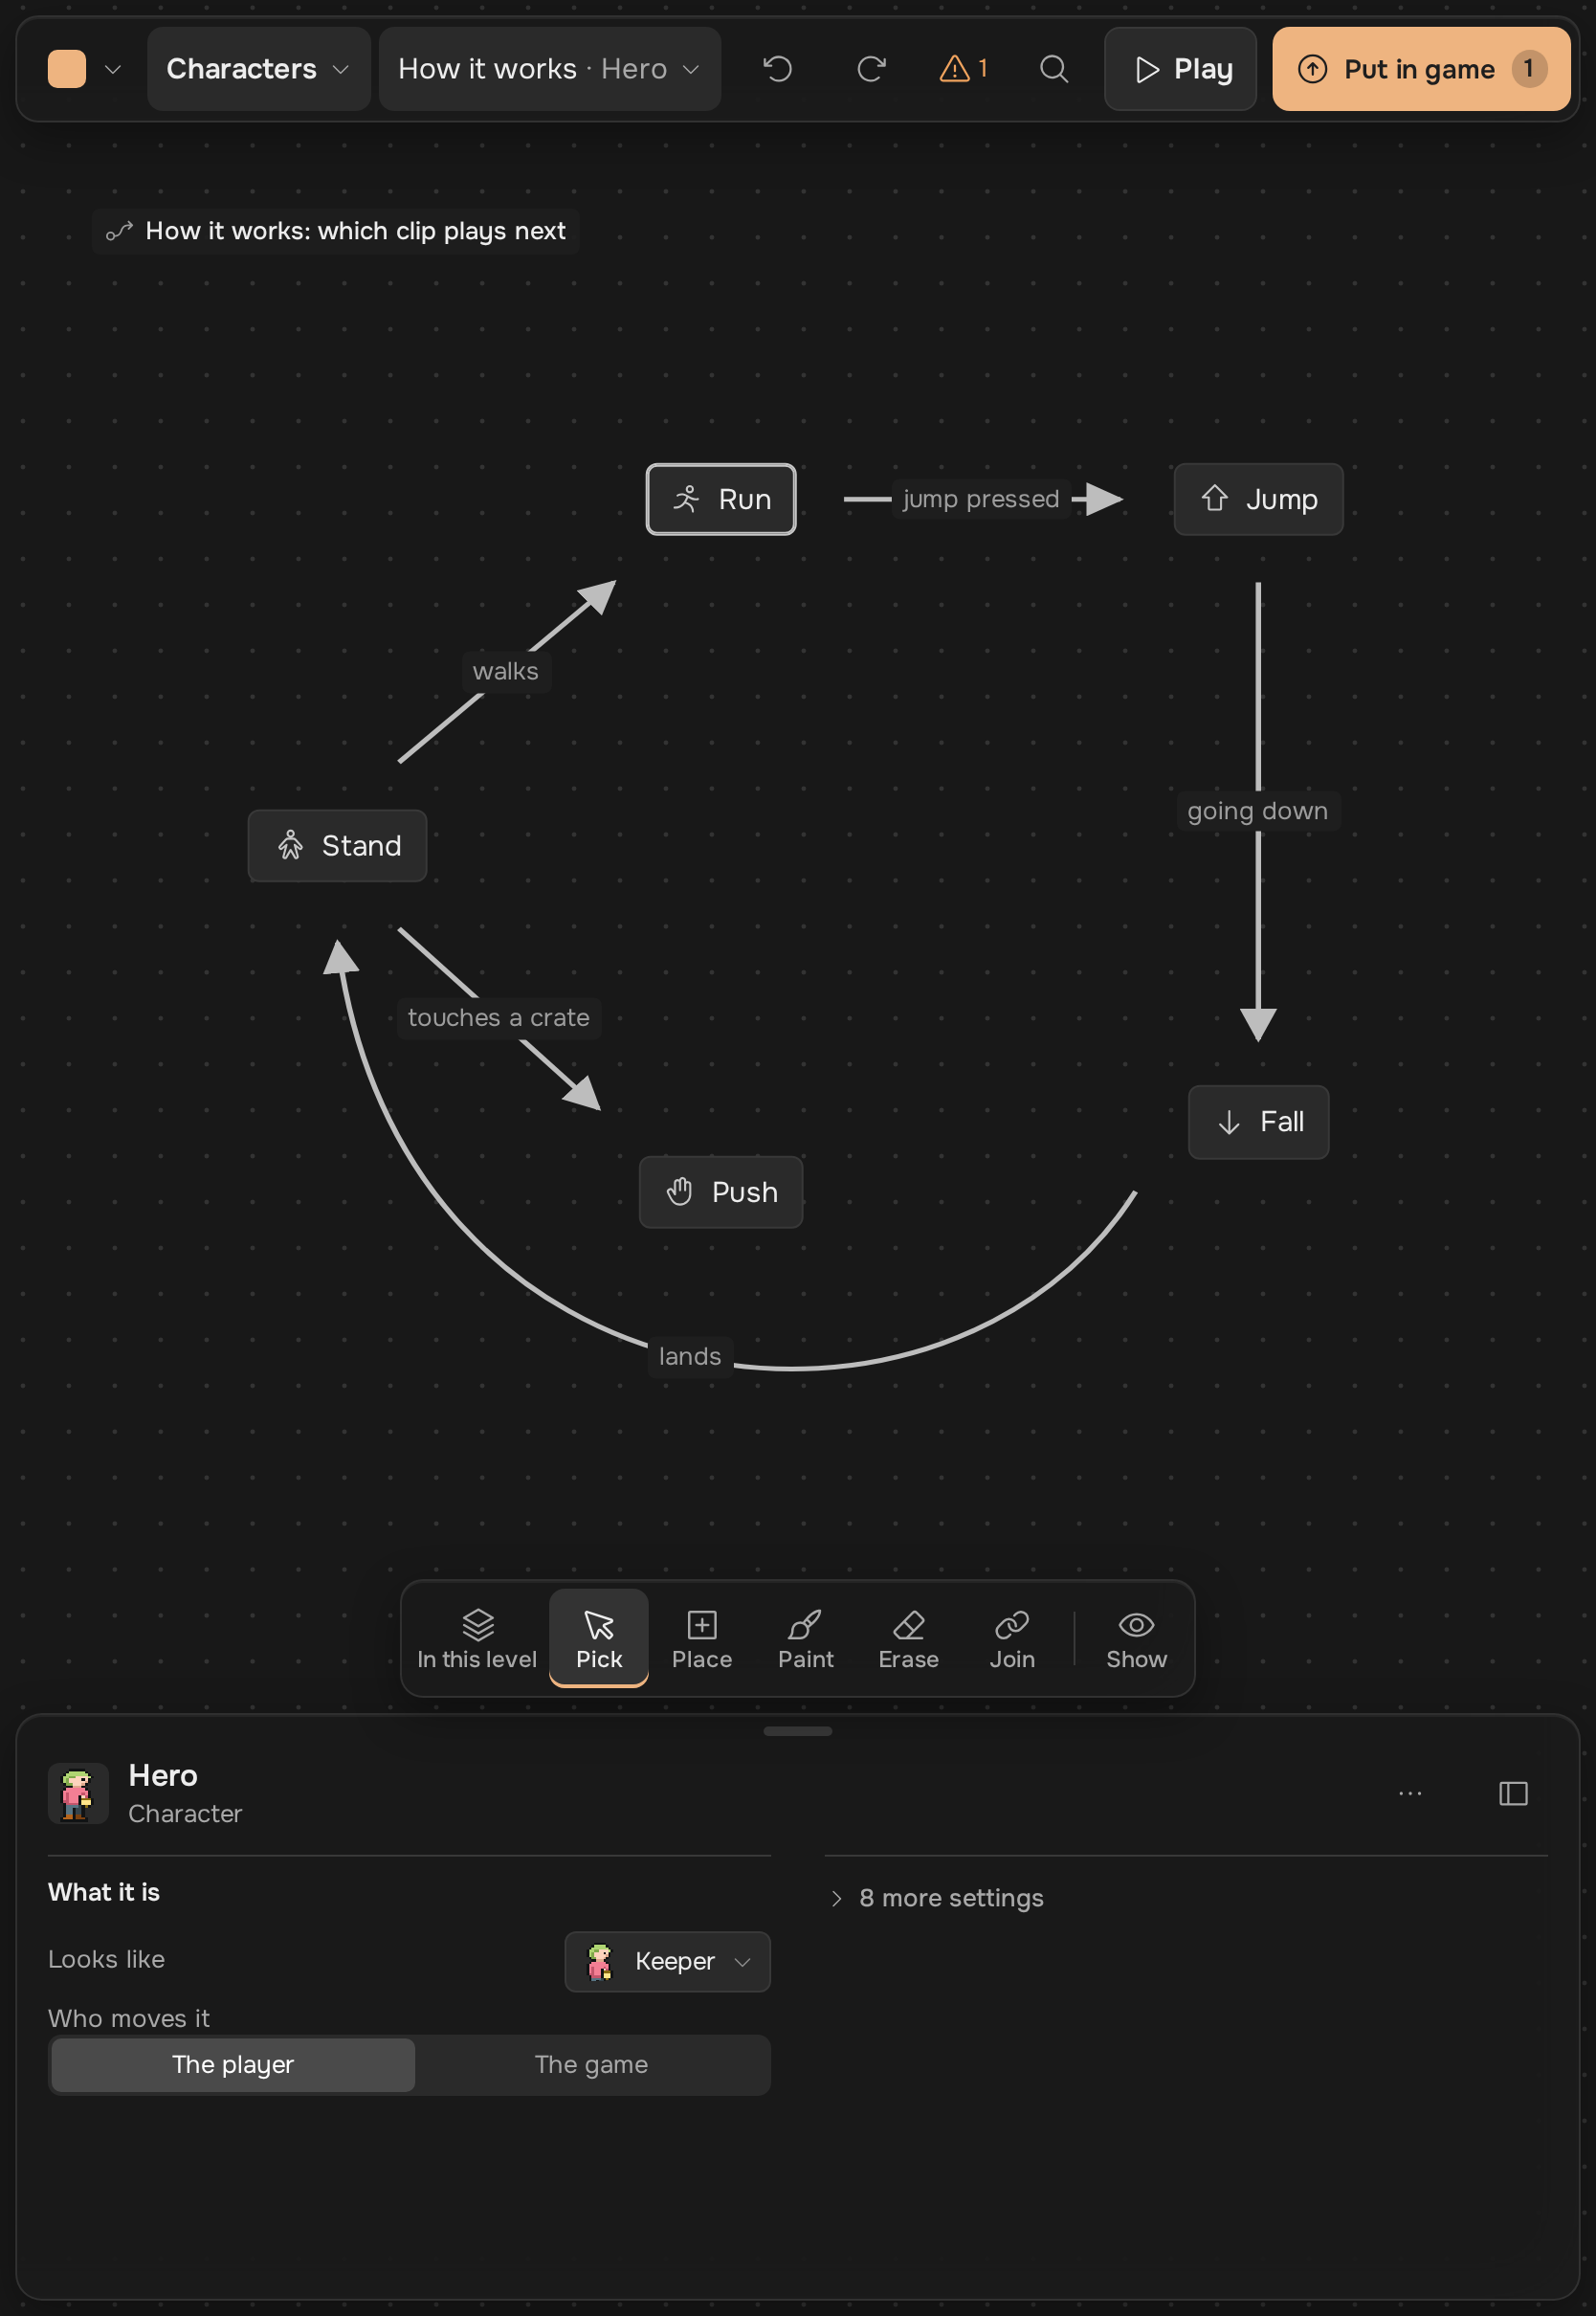 Characters
How it works · Hero
1
Play
Put in game 1
How it works: which clip plays next
Run
jump pressed
Jump
walks
going down
Stand
touches a crate
Fall
Push
lands
In this level
Pick
Place
Paint
Erase
Join
Show
Hero
Character
What it is
8 more settings
Looks like
Keeper
Who moves it
The player
The game